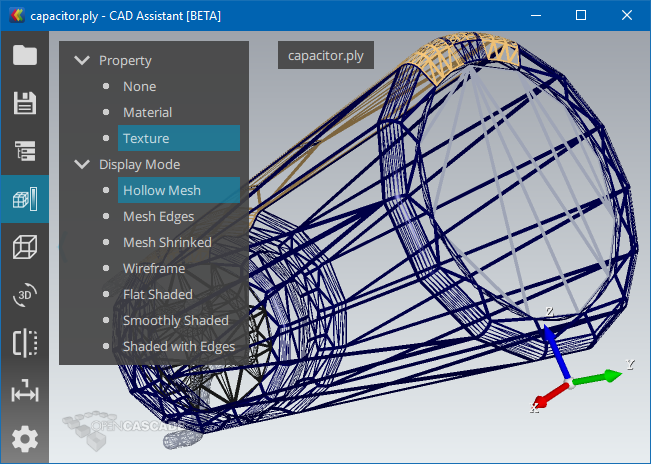 capacitor.ply - CAD Assistant [BETA]
capacitor.ply
Property
None
Material
Texture
Display Mode
Hollow Mesh
Mesh Edges
Mesh Shrinked
Wireframe
Flat Shaded
Smoothly Shaded
Shaded with Edges
3D
Z
Y
X